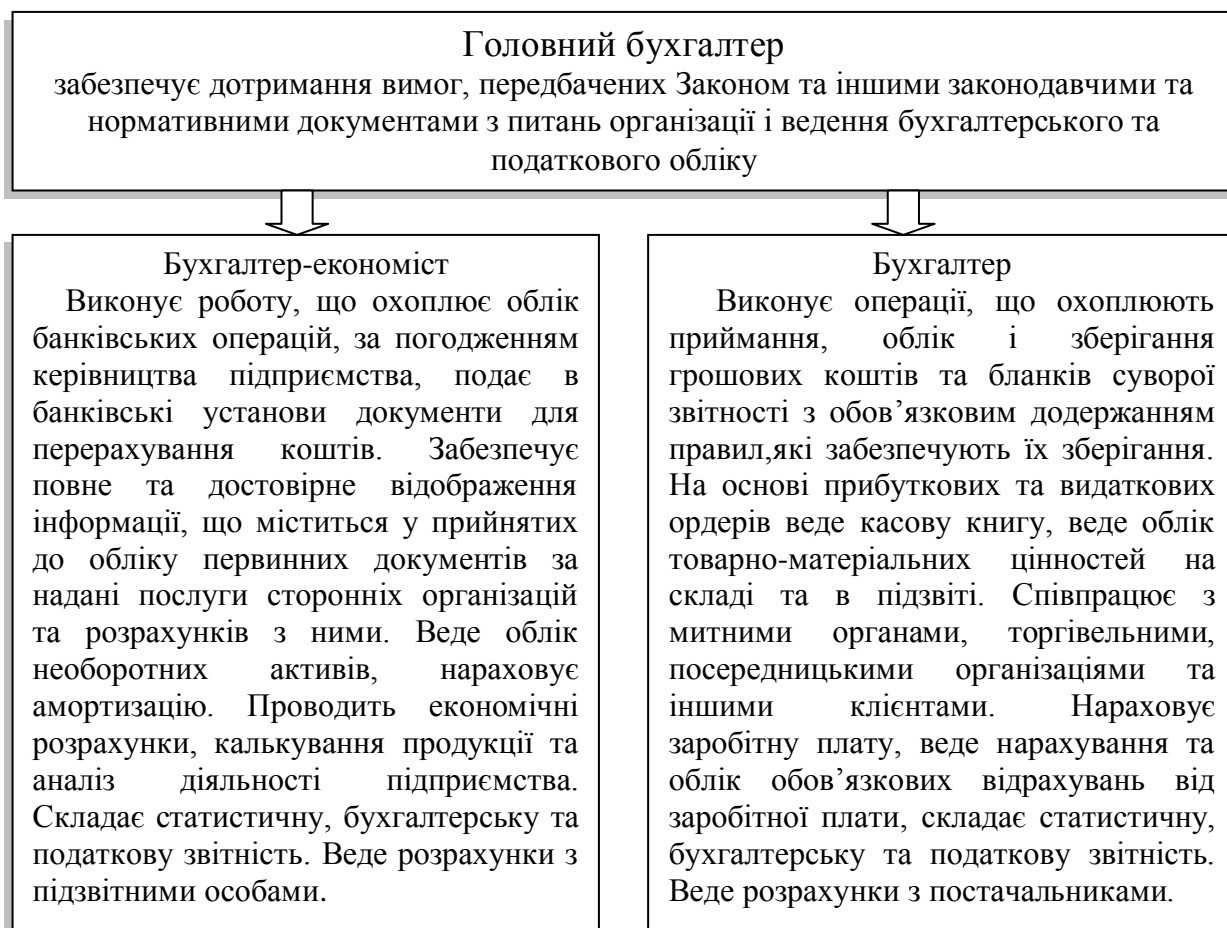 Головний бухгалтер
забезпечує дотримання вимог, передбачених Законом та іншими законодавчими та
нормативними документами з питань організації і ведення бухгалтерського та
податкового обліку
Бухгалтер-економіст
Виконує роботу, що охоплює облік
банківських операцій, за погодженням
керівництва підприємства, подає в
банківські установи документи для
перерахування коштів. Забезпечує
повне та достовірне відображення
інформації, що міститься у прийнятих
до обліку первинних документів за
надані послуги сторонніх організацій
та розрахунків з ними. Веде облік
необоротних активів, нараховує
амортизацію. Проводить економічні
розрахунки, калькування продукції та
аналіз діяльності підприємства.
Складає статистичну, бухгалтерську та
податкову звітність. Веде розрахунки з
підзвітними особами.
Бухгалтер
Виконує операції, що охоплюють
приймання, облік і зберігання
грошових коштів та бланків суворої
звітності з обов’язковим додержанням
правил,які забезпечують їх зберігання.
На основі прибуткових та видаткових
ордерів веде касову книгу, веде облік
товарно-матеріальних цінностей на
складі та в підзвіті. Співпрацює з
митними органами, торгівельними,
посередницькими організаціями та
іншими клієнтами. Нараховує
заробітну плату, веде нарахування та
облік обов’язкових відрахувань від
заробітної плати, складає статистичну,
бухгалтерську та податкову звітність.
Веде розрахунки з постачальниками.